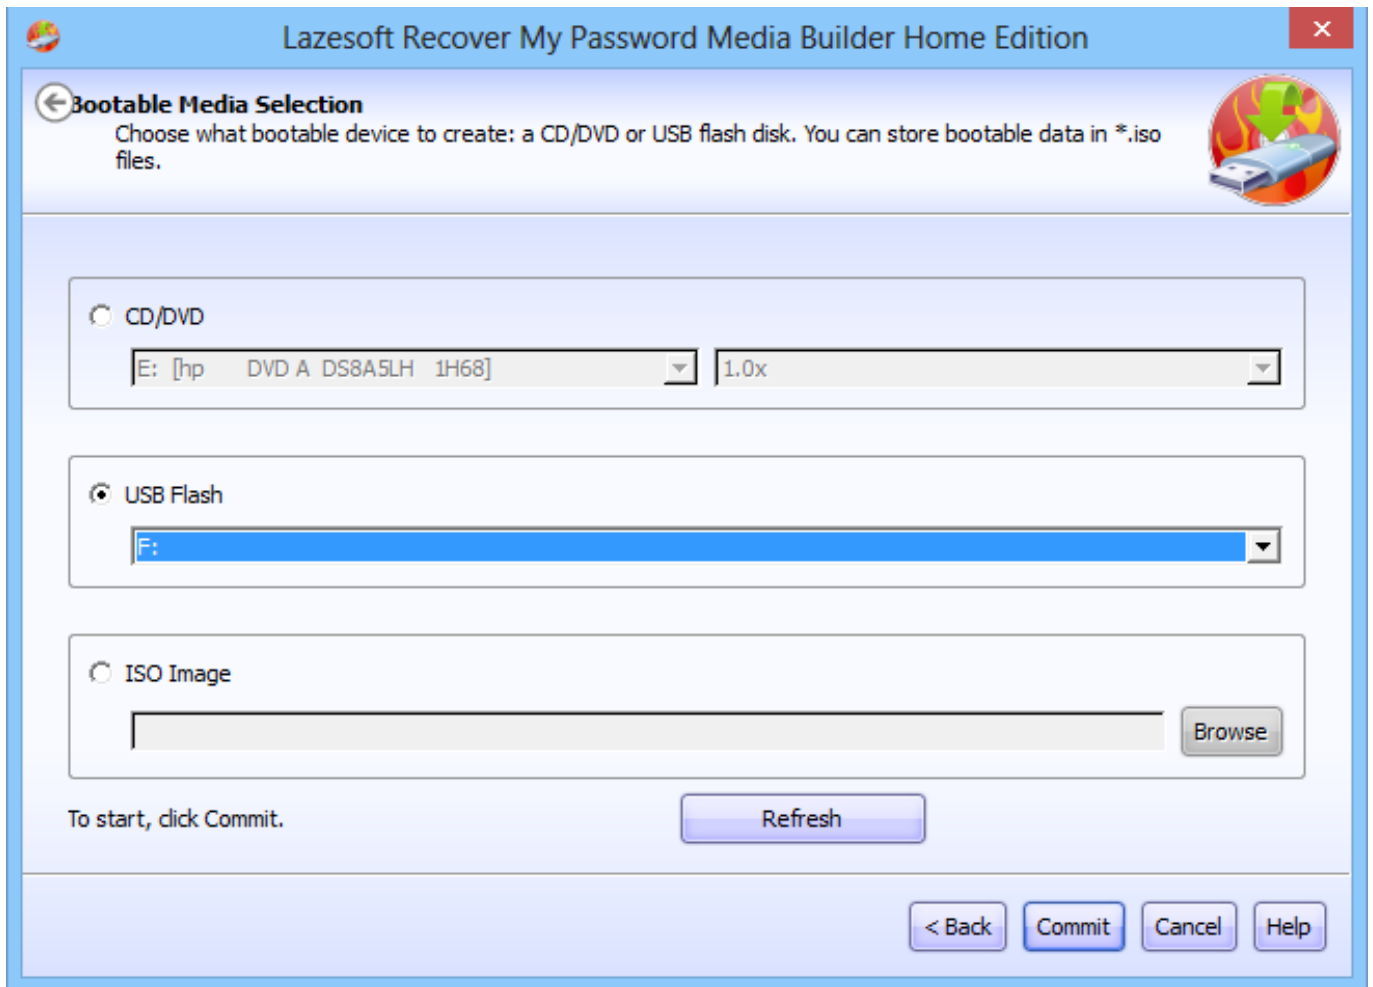 Lazesoft Recover My Password Media Builder Home Edition
Bootable Media Selection
Choose what bootable device to create: a CD/DVD or USB flash disk. You can store bootable data in *.iso
files.
CD/DVD
E: [hp DVD A DS8A5LH 1H68] 1.0x
USB Flash
F:
ISO Image
Browse
To start, click Commit. Refresh
< Back Commit Cancel Help